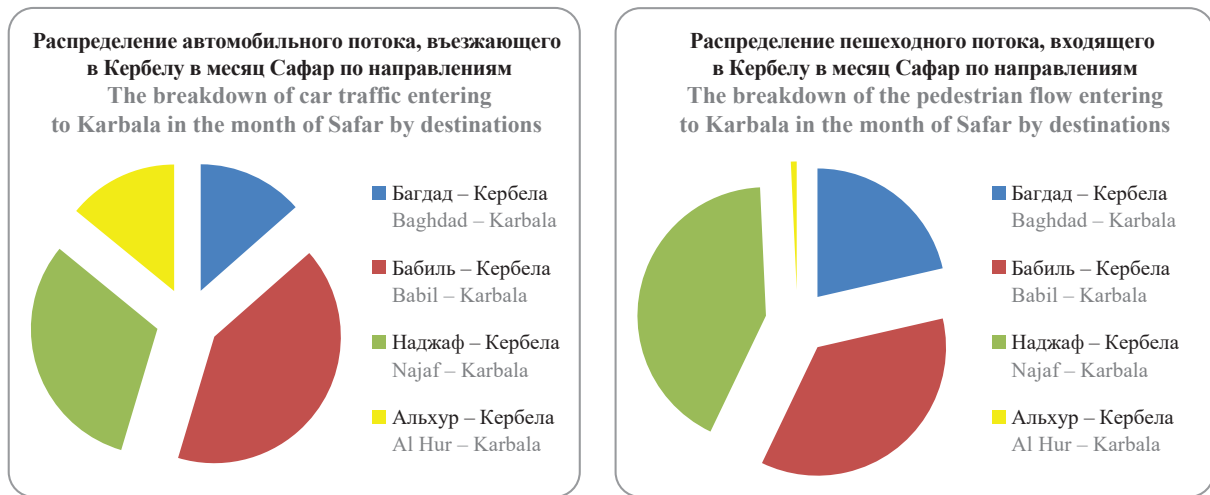 Распределение автомобильного потока, въезжающего
в Кербелу в месяц Сафар по направлениям
The breakdown of car traffic entering
to Karbala in the month of Safar by destinations
Багдад – Кербела
Baghdad – Karbala
Бабиль – Кербела
Babil – Karbala
Наджаф – Кербела
Najaf – Karbala
Альхур – Кербела
Al Hur – Karbala
Распределение пешеходного потока, входящего
в Кербелу в месяц Сафар по направлениям
The breakdown of the pedestrian flow entering
to Karbala in the month of Safar by destinations
Багдад – Кербела
Baghdad – Karbala
Бабиль – Кербела
Babil – Karbala
Наджаф – Кербела
Najaf – Karbala
Альхур – Кербела
Al Hur – Karbala